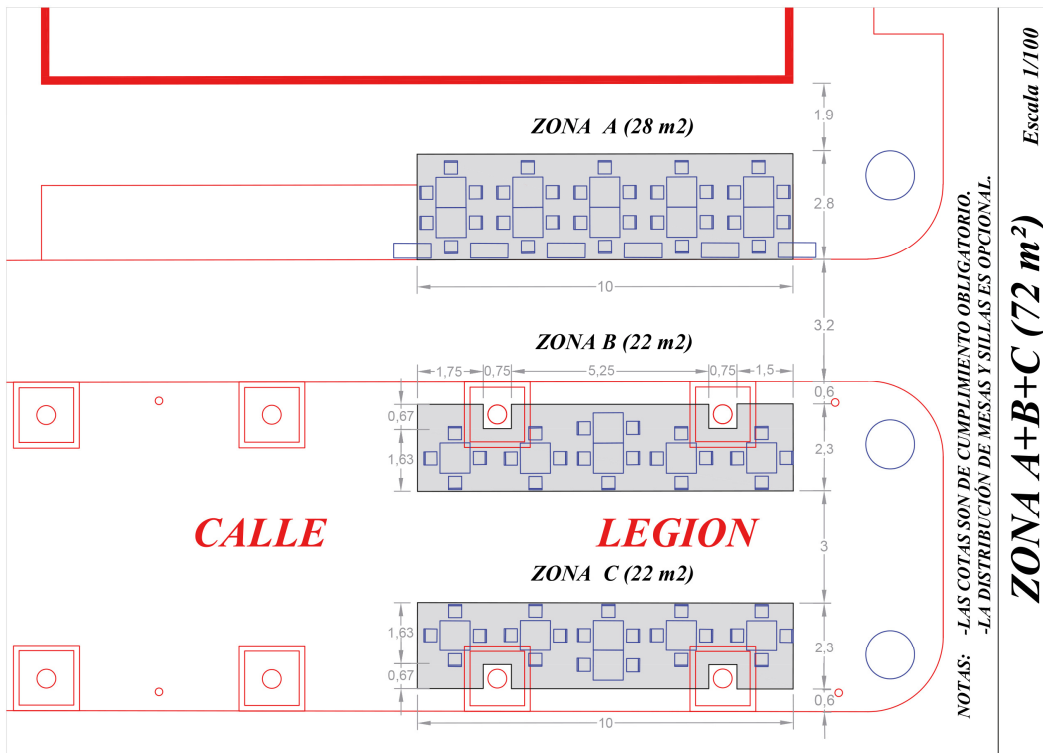 ZONA A (28 m2)
1.9
2.8
10
3.2
ZONA B (22 m2)
1,75
0,75
5,25
0,75
1,5
0,6
0,67
1,63
2,3
CALLE LEGION
3
ZONA C (22 m2)
1,63
0,67
2,3
0,6
10
NOTAS: -LAS COTAS SON DE CUMPLIMIENTO OBLIGATORIO.
-LA DISTRIBUCIÓN DE MESAS Y SILLAS ES OPCIONAL.
ZONA A+B+C (72 m²)
Escala 1/100